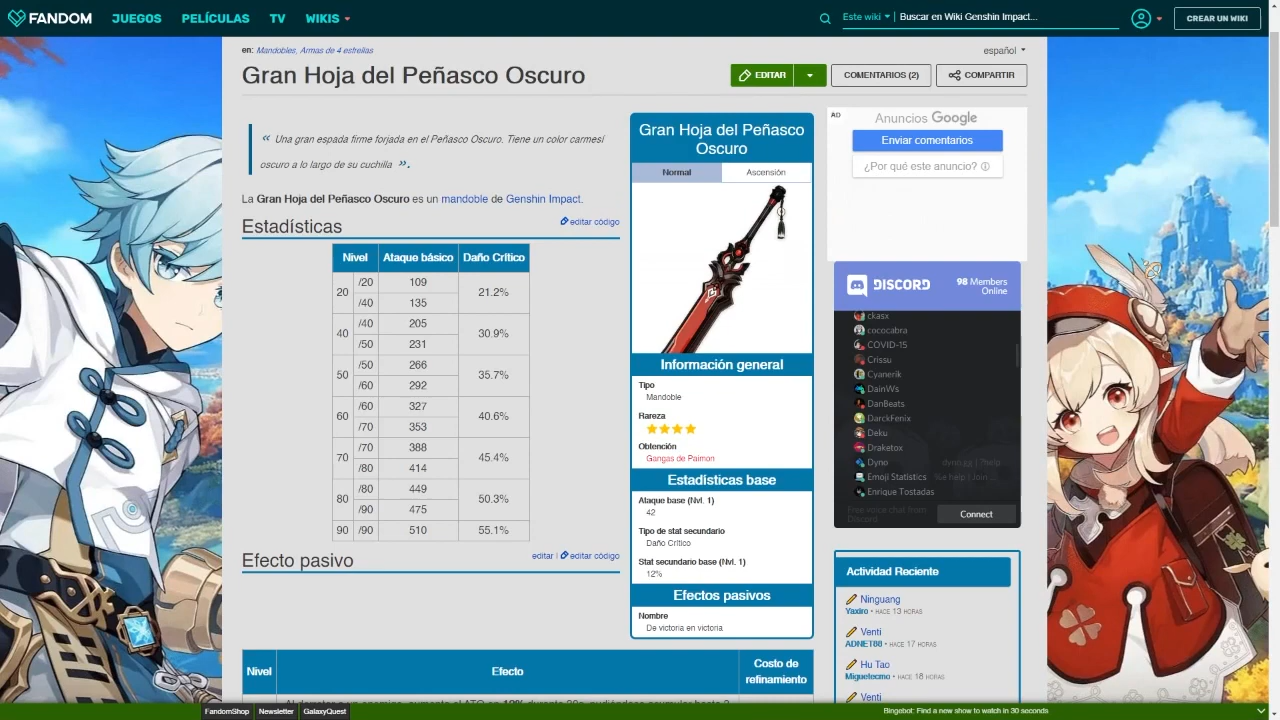 FANDOM
JUEGOS
PELÍCULAS
TV
WIKIS
Este wiki
Buscar en Wiki Genshin Impact...
CREAR UN WIKI
en: Mandobles, Armas de 4 estrellas
español
Gran Hoja del Peñasco Oscuro
EDITAR
COMENTARIOS (2)
COMPARTIR
« Una gran espada firme forjada en el Peñasco Oscuro. Tiene un color carmesí
oscuro a lo largo de su cuchilla ».
La Gran Hoja del Peñasco Oscuro es un mandoble de Genshin Impact.
Estadísticas
editar código
Nivel Ataque básico Daño Crítico
20 /20 109 21.2%
/40 135
40 /40 205 30.9%
/50 231
50 /50 266 35.7%
/60 292
60 /60 327 40.6%
/70 353
70 /70 388 45.4%
/80 414
80 /80 449 50.3%
/90 475
90 /90 510 55.1%
Efecto pasivo
editar | editar código
Gran Hoja del Peñasco
Oscuro
Normal
Ascensión
Información general
Tipo
Mandoble
Rareza
Obtención
Gangas de Paimon
Estadísticas base
Ataque base (Nvl. 1)
42
Tipo de stat secundario
Daño Crítico
Stat secundario base (Nvl. 1)
12%
Efectos pasivos
Nombre
De victoria en victoria
Nivel
Efecto
Costo de
refinamiento
AD
Anuncios Google
Enviar comentarios
¿Por qué este anuncio?
DISCORD
98 Members
Online
ckasx
cococabra
COVID-15
Crissu
Cyanerik
DainWs
DanBeats
DarckFenix
Deku
Draketox
Dyno dyno.gg | ?help
Emoji Statistics %e help | Join ...
Enrique Tostadas
Free voice chat from
Discord
Connect
Actividad Reciente
Ninguang
Yaxiro • HACE 13 HORAS
Venti
ADNET88 • HACE 17 HORAS
Hu Tao
Miguetecmo • HACE 18 HORAS
Venti
FandomShop
Newsletter
GalaxyQuest
Bingebot: Find a new show to watch in 30 seconds